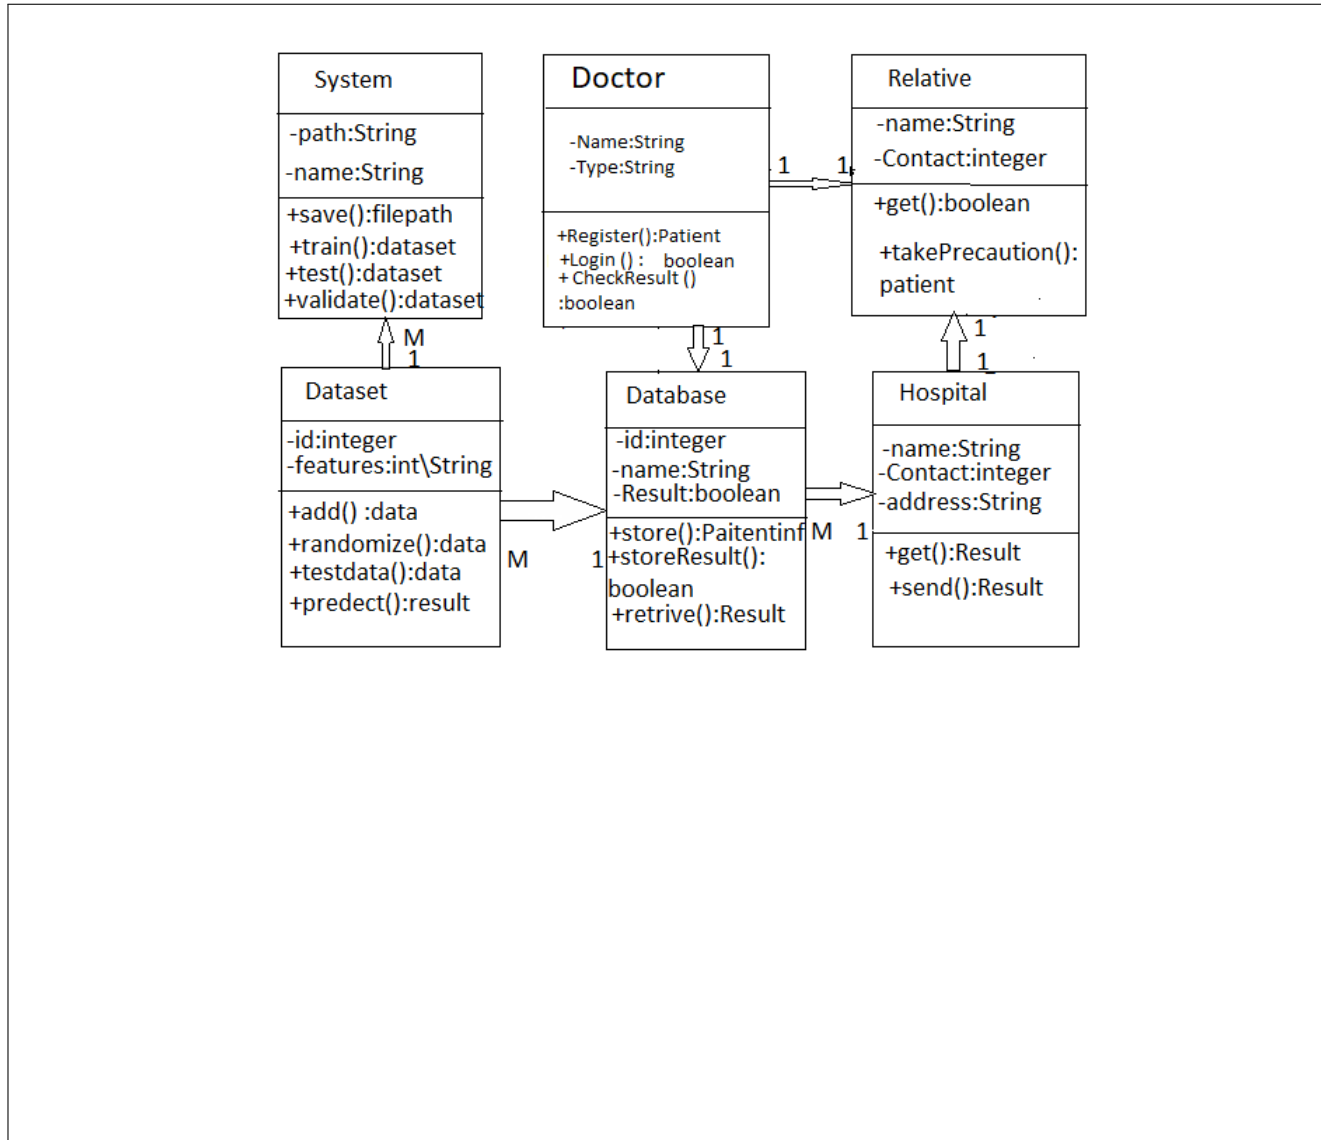 System
-path:String
-name:String
+save():filepath
+train():dataset
+test():dataset
+validate():dataset
Doctor
-Name:String
-Type:String
+Register():Patient
+Login () : boolean
+ CheckResult ()
:boolean
1 1
Relative
-name:String
-Contact:integer
+get():boolean
+takePrecaution():
patient
M
1
1
1
1
1
Dataset
-id:integer
-features:int\String
+add() :data
+randomize():data
+testdata():data
+predect():result
M 1
Database
-id:integer
-name:String
-Result:boolean
+store():Paitentinf
+storeResult():
boolean
+retrive():Result
M 1
Hospital
-name:String
-Contact:integer
-address:String
+get():Result
+send():Result